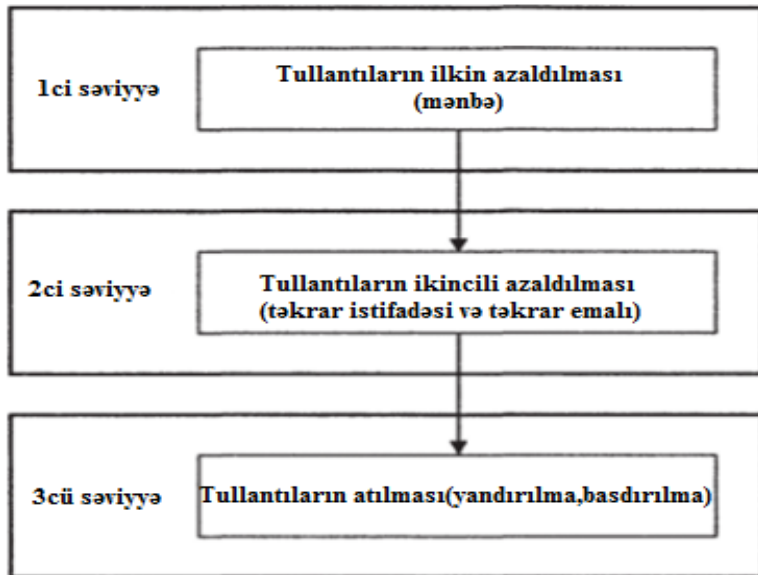 1ci səviyyə
Tullantıların ilkin azaldılması
(mənbə)
2ci səviyyə
Tullantıların ikincili azaldılması
(təkrar istifadəsi və təkrar emalı)
3cü səviyyə
Tullantıların atılması(yandırılma,basdırılma)